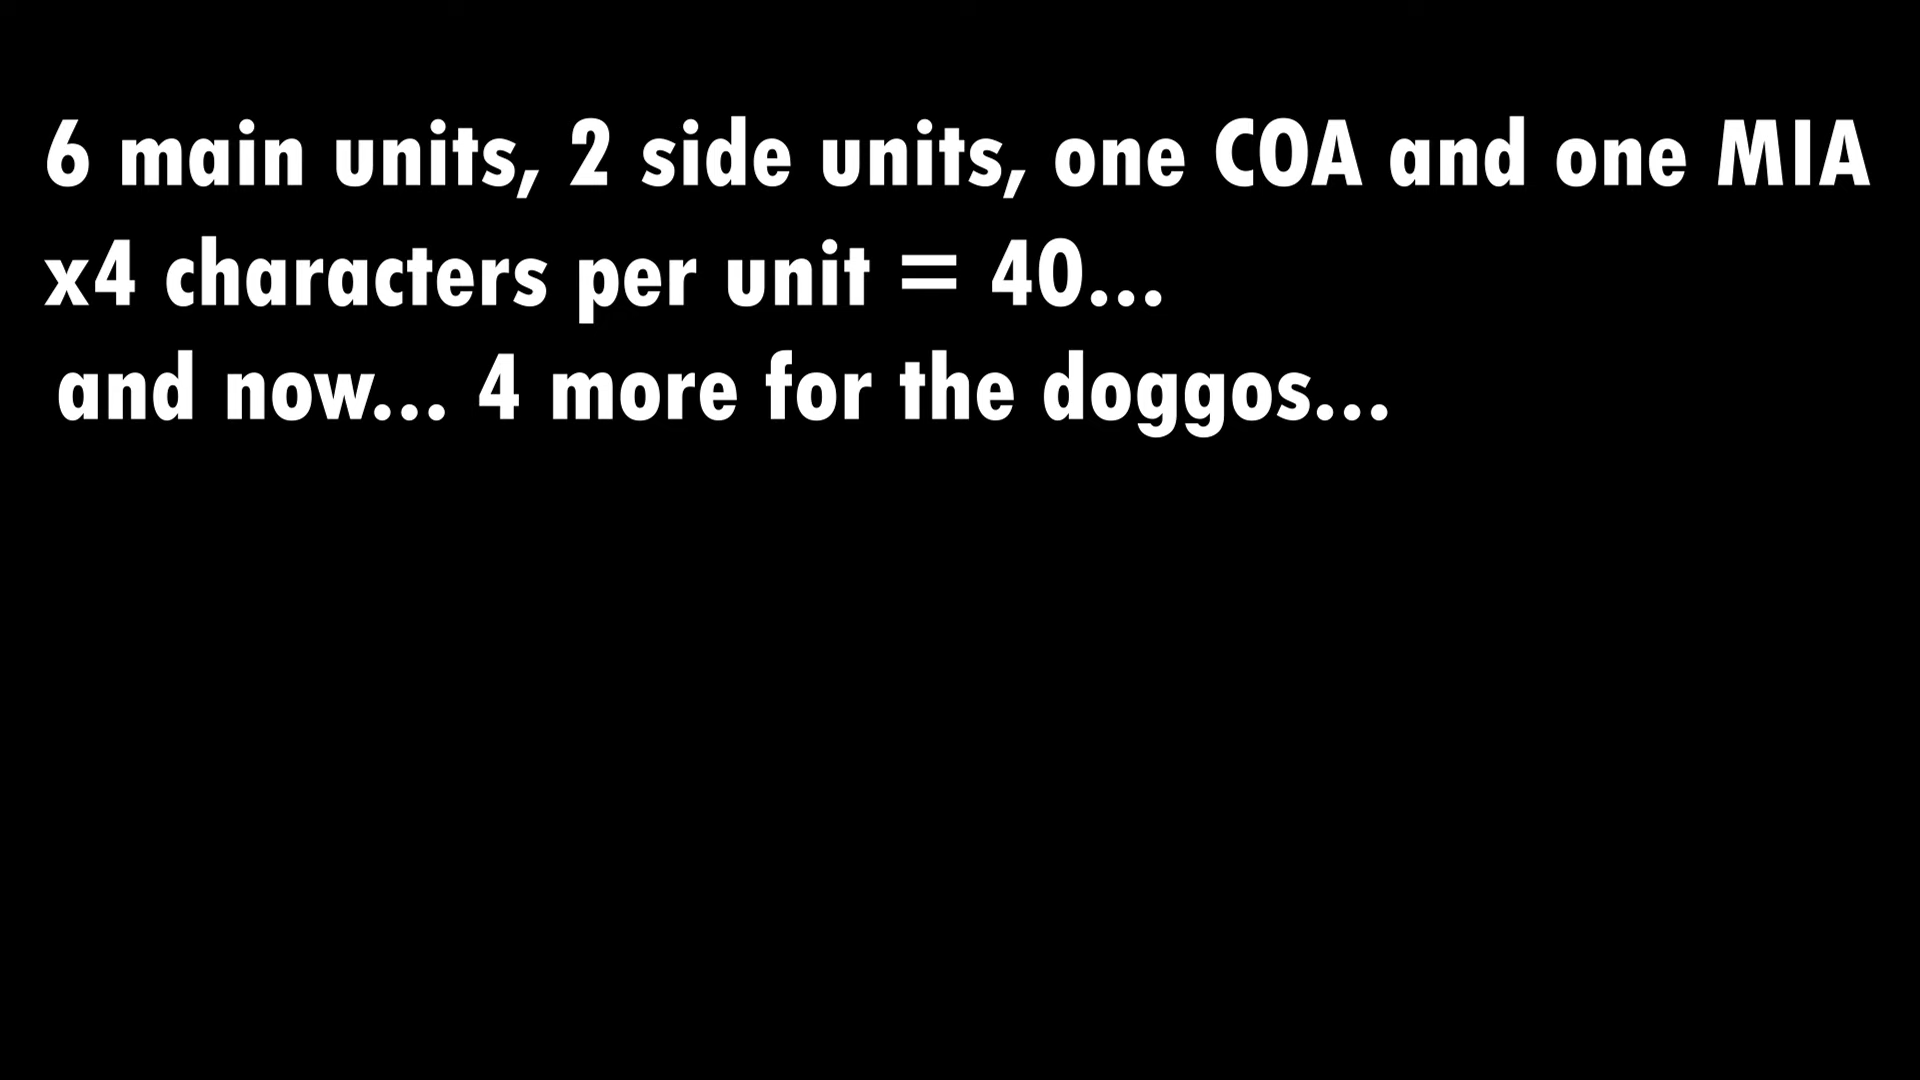 6 main units, 2 side units, one COA and one MIA
x4 characters per unit = 40...
and now... 4 more for the doggos...